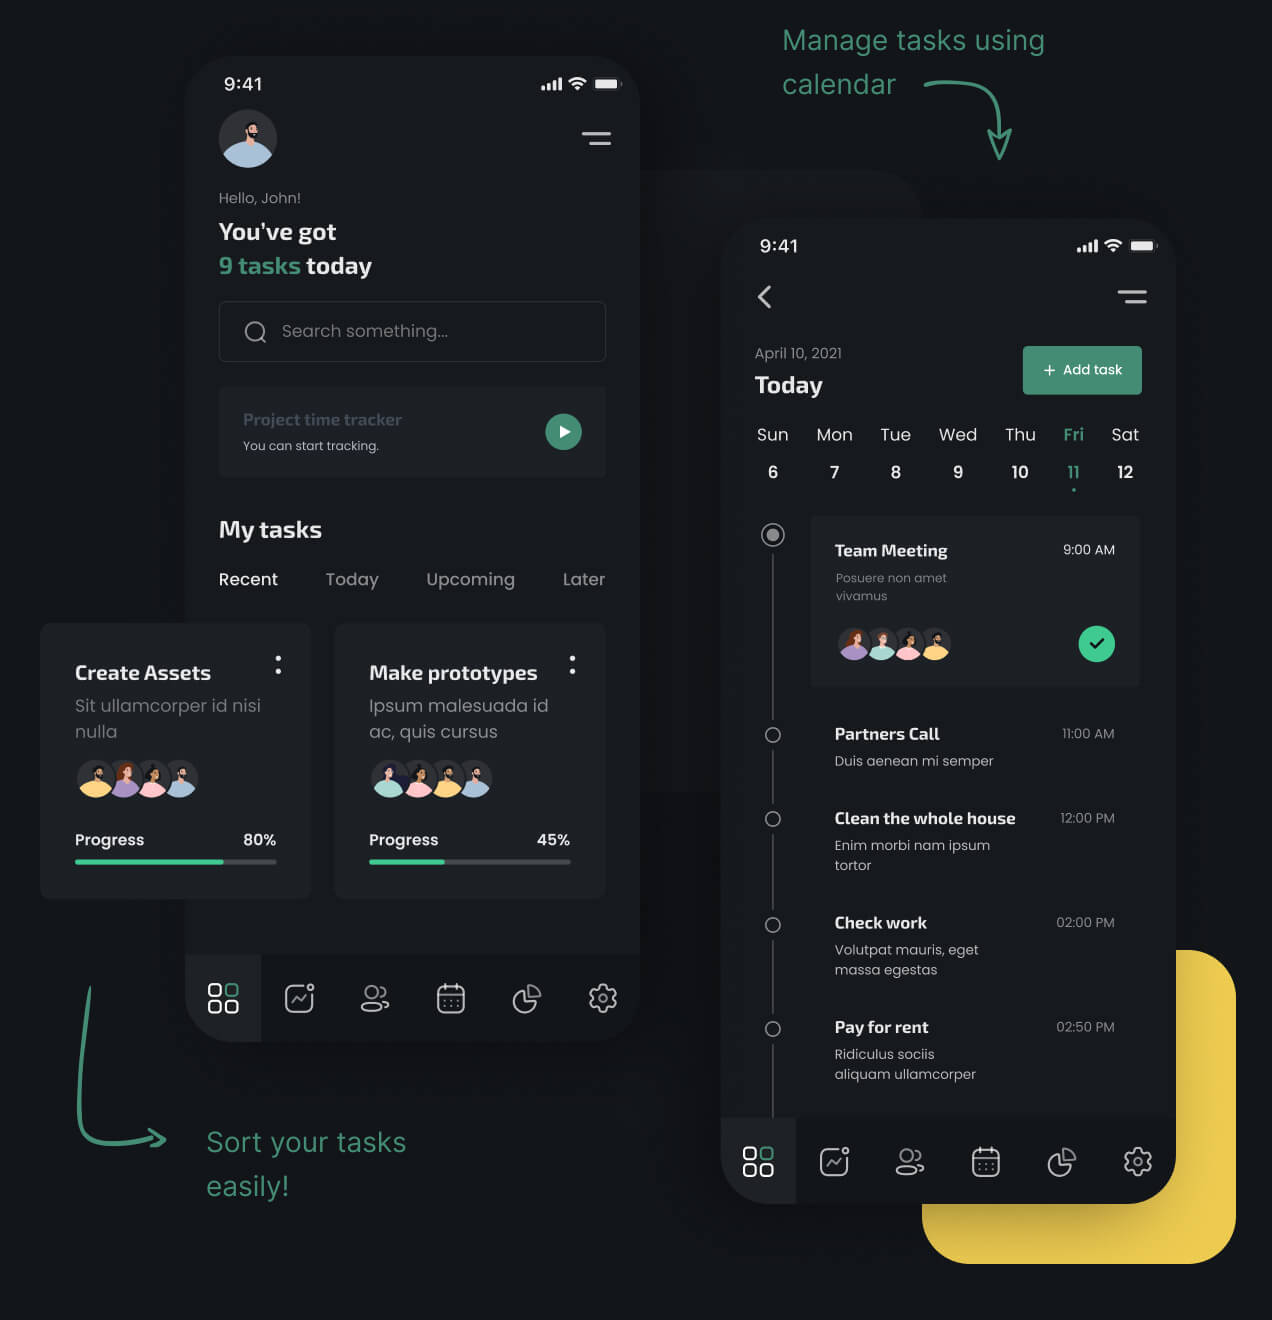 Manage tasks using
calendar
9:41
Hello, John!
You've got
9 tasks today
Search something...
Project time tracker
You can start tracking.
My tasks
Recent Today Upcoming Later
Create Assets
Sit ullamcorper id nisi
nulla
Progress 80%
Make prototypes
Ipsum malesuada id
ac, quis cursus
Progress 45%
Sort your tasks
easily!
9:41
April 10, 2021
Today
+ Add task
Sun Mon Tue Wed Thu Fri Sat
6 7 8 9 10 11 12
Team Meeting 9:00 AM
Posuere non amet
vivamus
Partners Call 11:00 AM
Duis aenean mi semper
Clean the whole house 12:00 PM
Enim morbi nam ipsum
tortor
Check work 02:00 PM
Volutpat mauris, eget
massa egestas
Pay for rent 02:50 PM
Ridiculus sociis
aliquam ullamcorper